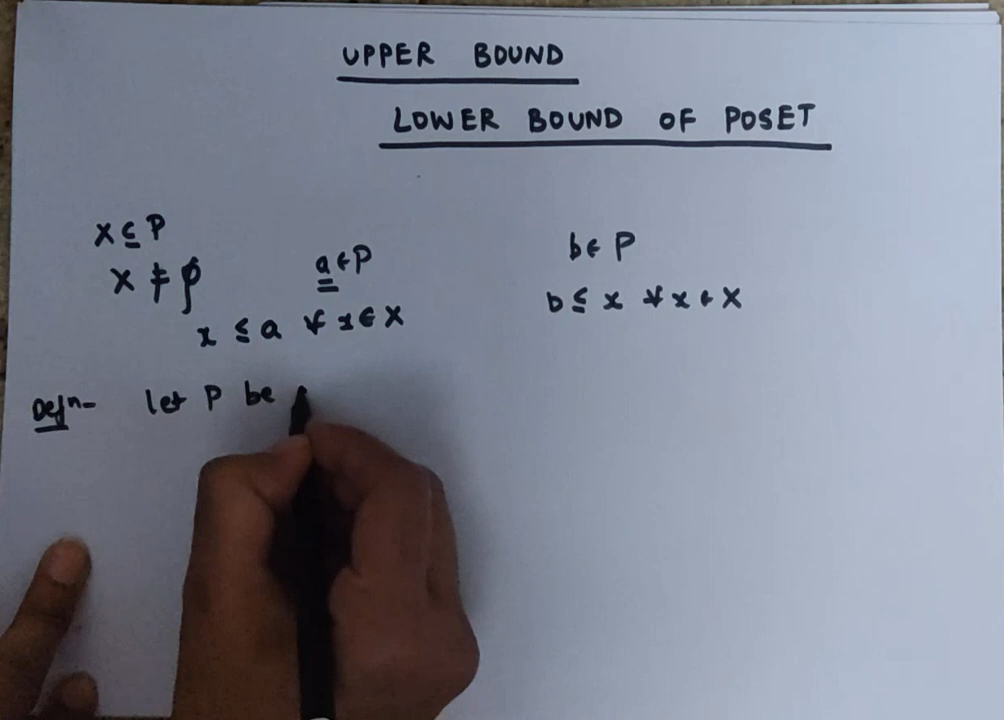 UPPER BOUND
LOWER BOUND OF POSET
X ⊆ P
X ≠ ϕ
a ∈ P
x ≤ a ∀ x ∈ X
b ∈ P
b ≤ x ∀ x ∈ X
Defn- let P be